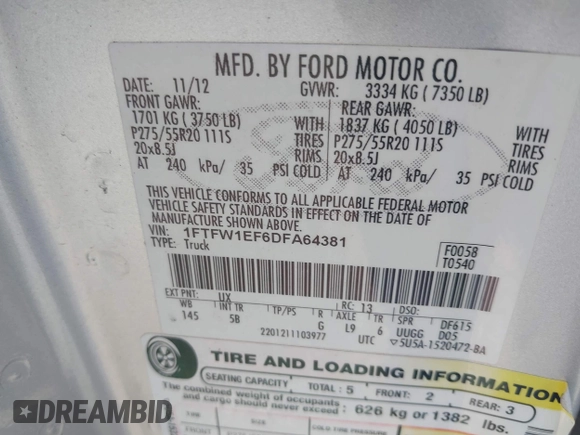 MFD. BY FORD MOTOR CO.
DATE: 11/12 GVWR: 3334 KG ( 7350 LB)
FRONT GAWR: REAR GAWR:
1701 KG ( 3750 LB) 1837 KG ( 4050 LB)
P275/55R20 111S TIRES P275/55R20 111S TIRES
20x8.5J RIMS 20x8.5J RIMS
AT 240 kPa/ 35 PSI COLD AT 240 kPa/ 35 PSI COLD
THIS VEHICLE CONFORMS TO ALL APPLICABLE FEDERAL MOTOR
VEHICLE SAFETY STANDARDS IN EFFECT ON THE DATE OF
MANUFACTURE SHOWN ABOVE.
VIN: 1FTFW1EF6DFA64381
TYPE: Truck
F0058
T0540
EXT PNT: UX RC: 13 DSO:
WB INT TR TP/PS R AXLE TR SPR DF615
145 5B G L9 6 UUGG D05
2201211103977 UTC 5U5A-1520472-BA
TIRE AND LOADING INFORMATION
SEATING CAPACITY TOTAL : 5 FRONT: 2 REAR: 3
The combined weight of occupants
and cargo should never exceed : 626 kg or 1382 lbs.
TIRE SIZE
DREAMBID